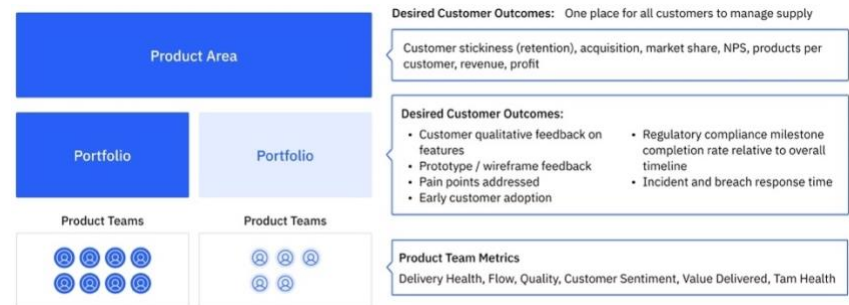 Desired Customer Outcomes: One place for all customers to manage supply
Product Area
Customer stickiness (retention), acquisition, market share, NPS, products per
customer, revenue, profit
Portfolio
Portfolio
Desired Customer Outcomes:
• Customer qualitative feedback on
features
• Prototype / wireframe feedback
• Pain points addressed
• Early customer adoption
• Regulatory compliance milestone
completion rate relative to overall
timeline
• Incident and breach response time
Product Teams
Product Teams
Product Team Metrics
Delivery Health, Flow, Quality, Customer Sentiment, Value Delivered, Tam Health